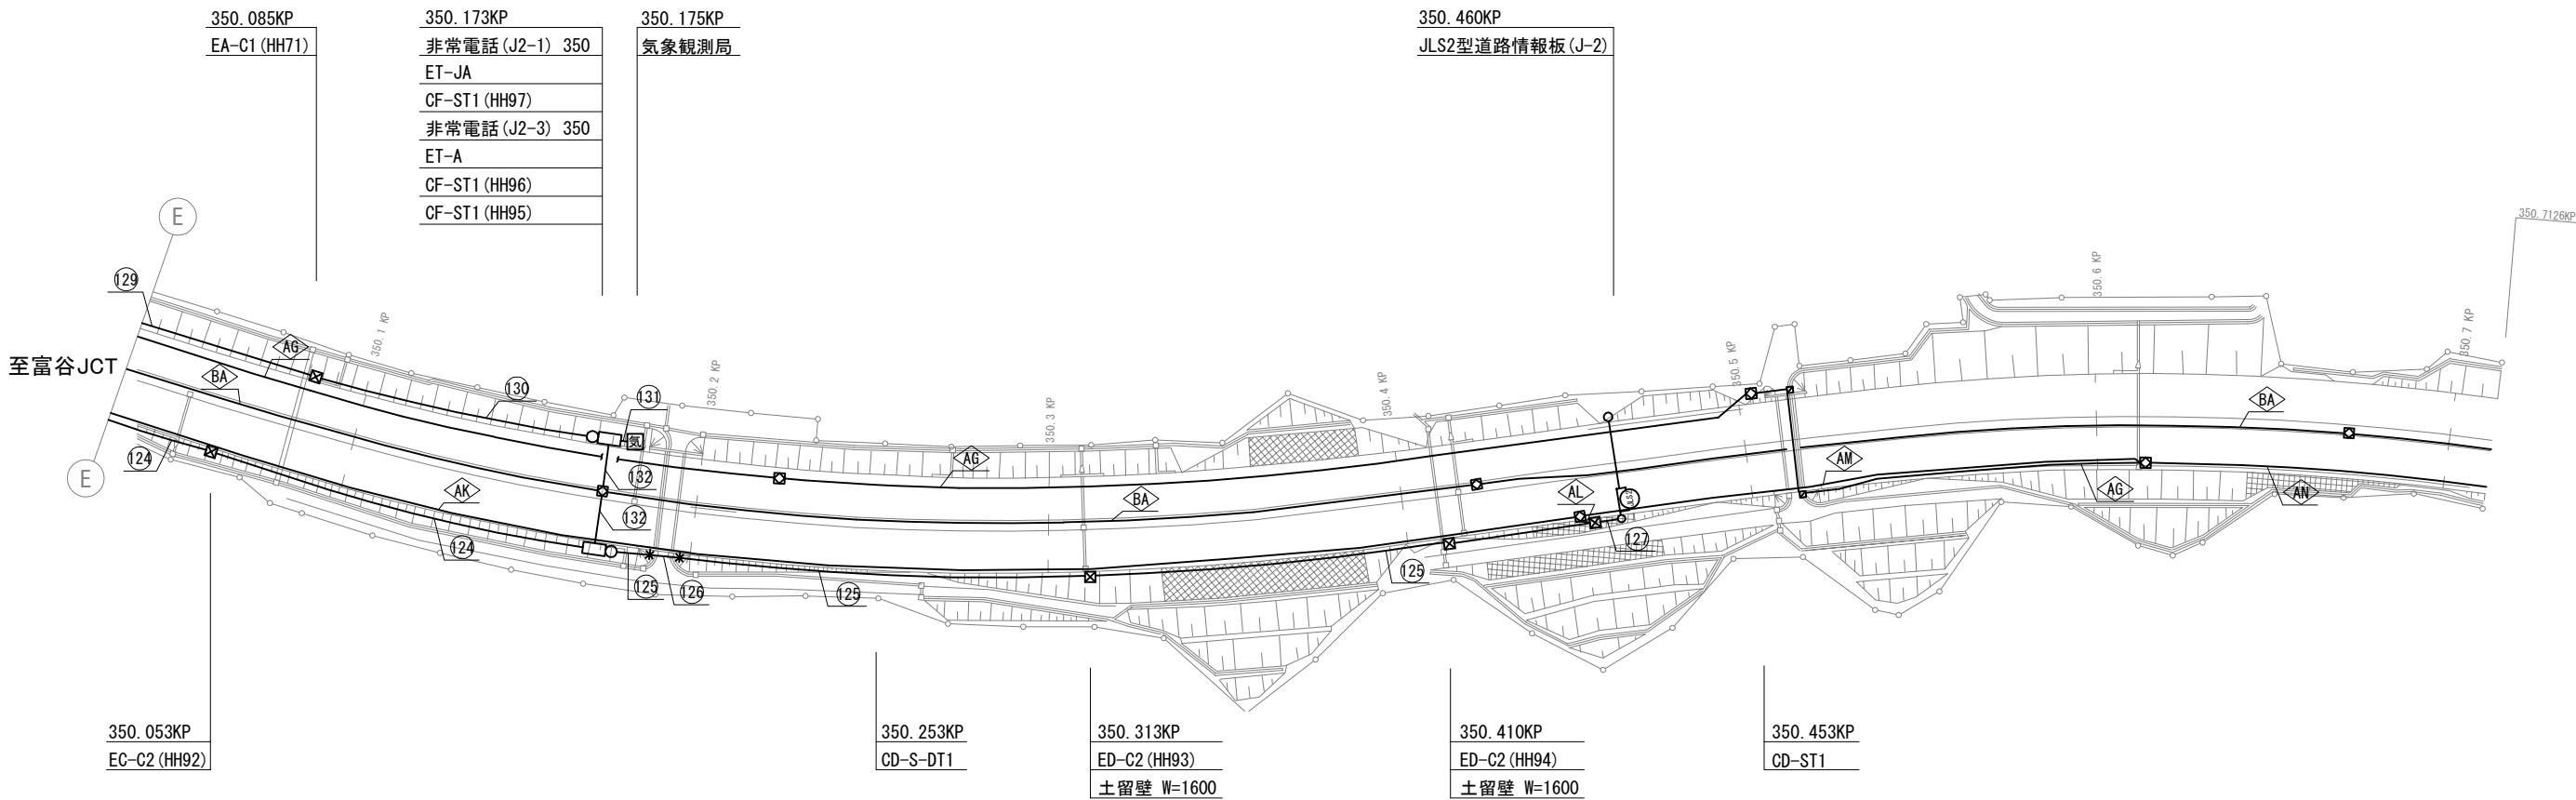 350.085KP
EA-C1(HH71)
350.173KP
非常電話(J2-1) 350
ET-JA
CF-ST1(HH97)
非常電話(J2-3) 350
ET-A
CF-ST1(HH96)
CF-ST1(HH95)
350.175KP
気象観測局
350.460KP
JLS2型道路情報板(J-2)
E
350.7126KP
129
350.1 KP
350.2 KP
350.3 KP
350.4 KP
350.5 KP
350.6 KP
350.7 KP
至富谷JCT
AG
BA
130
131
気
132
AG
BA
AL
JLS2
AM
BA
AG
AN
E
124
AK
124
132
125
126
125
125
127
350.053KP
EC-C2(HH92)
350.253KP
CD-S-DT1
350.313KP
ED-C2(HH93)
土留壁 W=1600
350.410KP
ED-C2(HH94)
土留壁 W=1600
350.453KP
CD-ST1